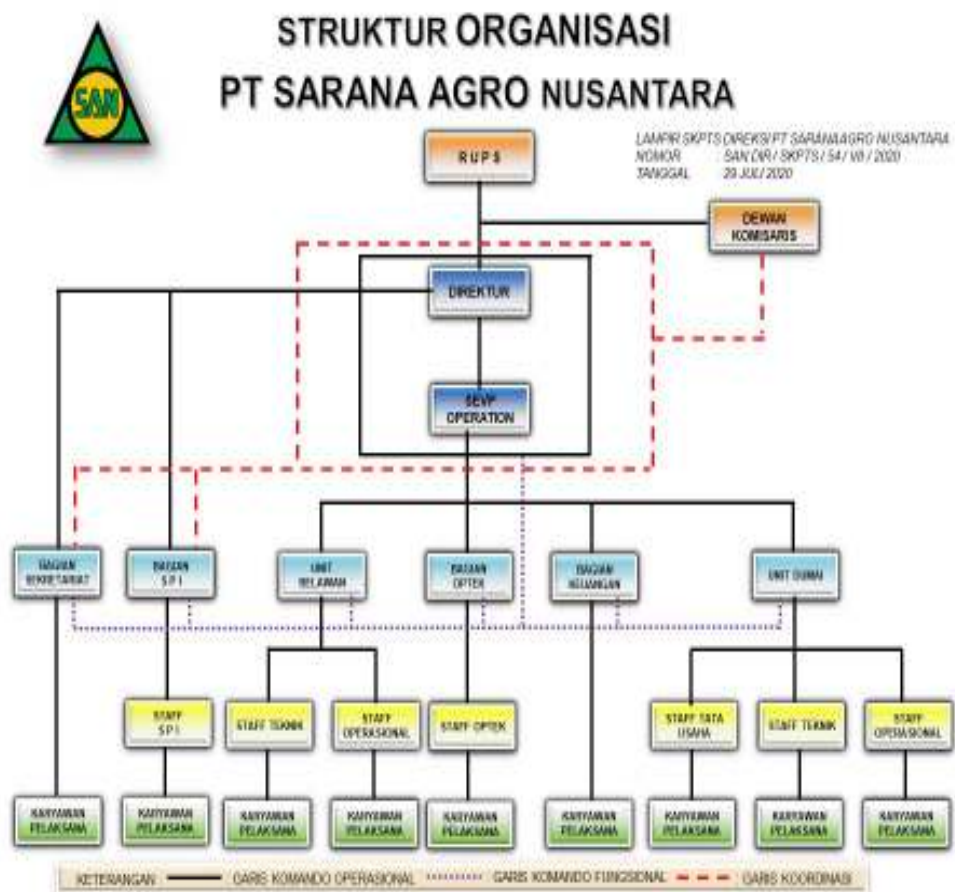 STRUKTUR ORGANISASI
PT SARANA AGRO NUSANTARA
SAN
LAMPIR SKPTS DIREKSI PT SARANA AGRO NUSANTARA
NOMOR : SAN.DIR / SKPTS / 54 / VII / 2020
TANGGAL 29 JULI 2020
R U P S
DEWAN
KOMISARIS
DIREKTUR
SEVP
OPERATION
BAGIAN
SEKRETARIAT
BAGIAN
S P I
UNIT
BELAWAN
BAGIAN
OPTEK
BAGIAN
KEUANGAN
UNIT DUMAI
STAFF
S P I
STAFF TEKNIK
STAFF
OPERASIONAL
STAFF OPTEK
STAFF TATA
USAHA
STAFF TEKNIK
STAFF
OPERASIONAL
KARYAWAN
PELAKSANA
KARYAWAN
PELAKSANA
KARYAWAN
PELAKSANA
KARYAWAN
PELAKSANA
KARYAWAN
PELAKSANA
KARYAWAN
PELAKSANA
KARYAWAN
PELAKSANA
KARYAWAN
PELAKSANA
KARYAWAN
PELAKSANA
KETERANGAN GARIS KOMANDO OPERASIONAL GARIS KOMANDO FUNGSIONAL GARIS KOORDINASI